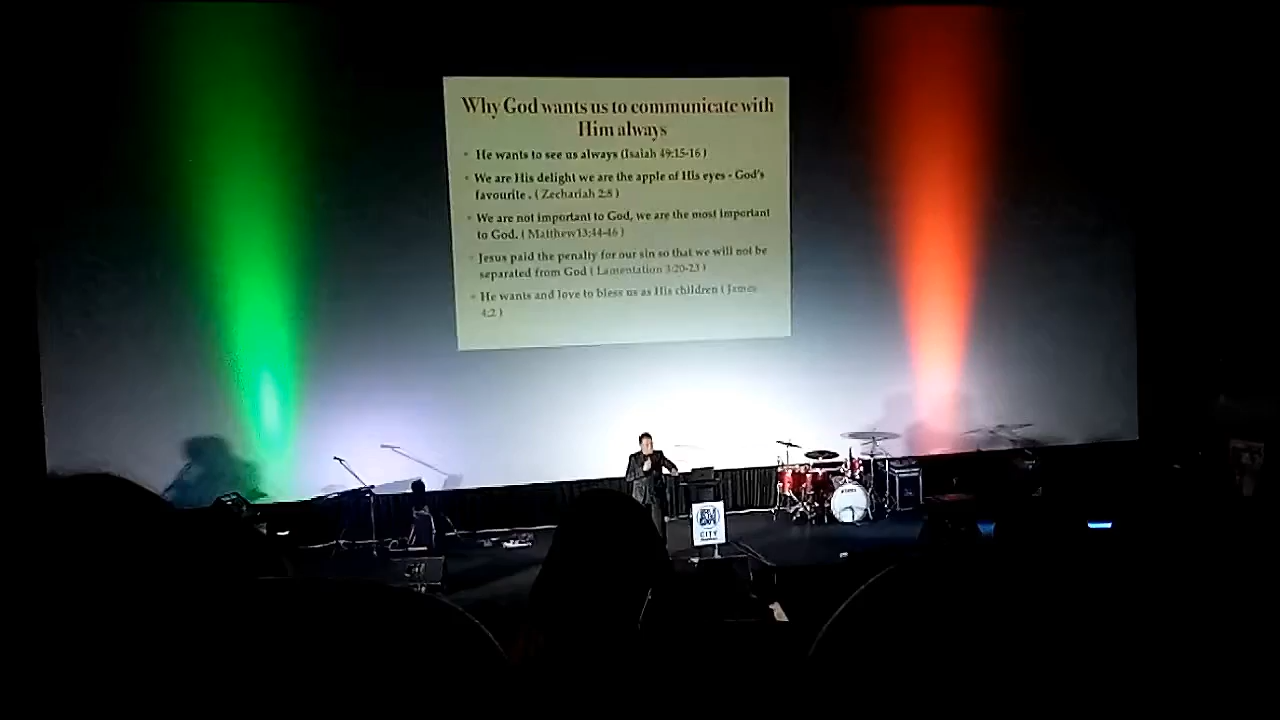 Why God wants us to communicate with
Him always
• He wants to see us always (Isaiah 49:15-16 )
• We are His delight we are the apple of His eyes - God's
favourite . ( Zechariah 2:8 )
• We are not important to God, we are the most important
to God. ( Matthew13:44-46 )
• Jesus paid the penalty for our sin so that we will not be
separated from God ( Lamentation 3:20-23 )
• He wants and love to bless us as His children ( James
4:2 )
CITY